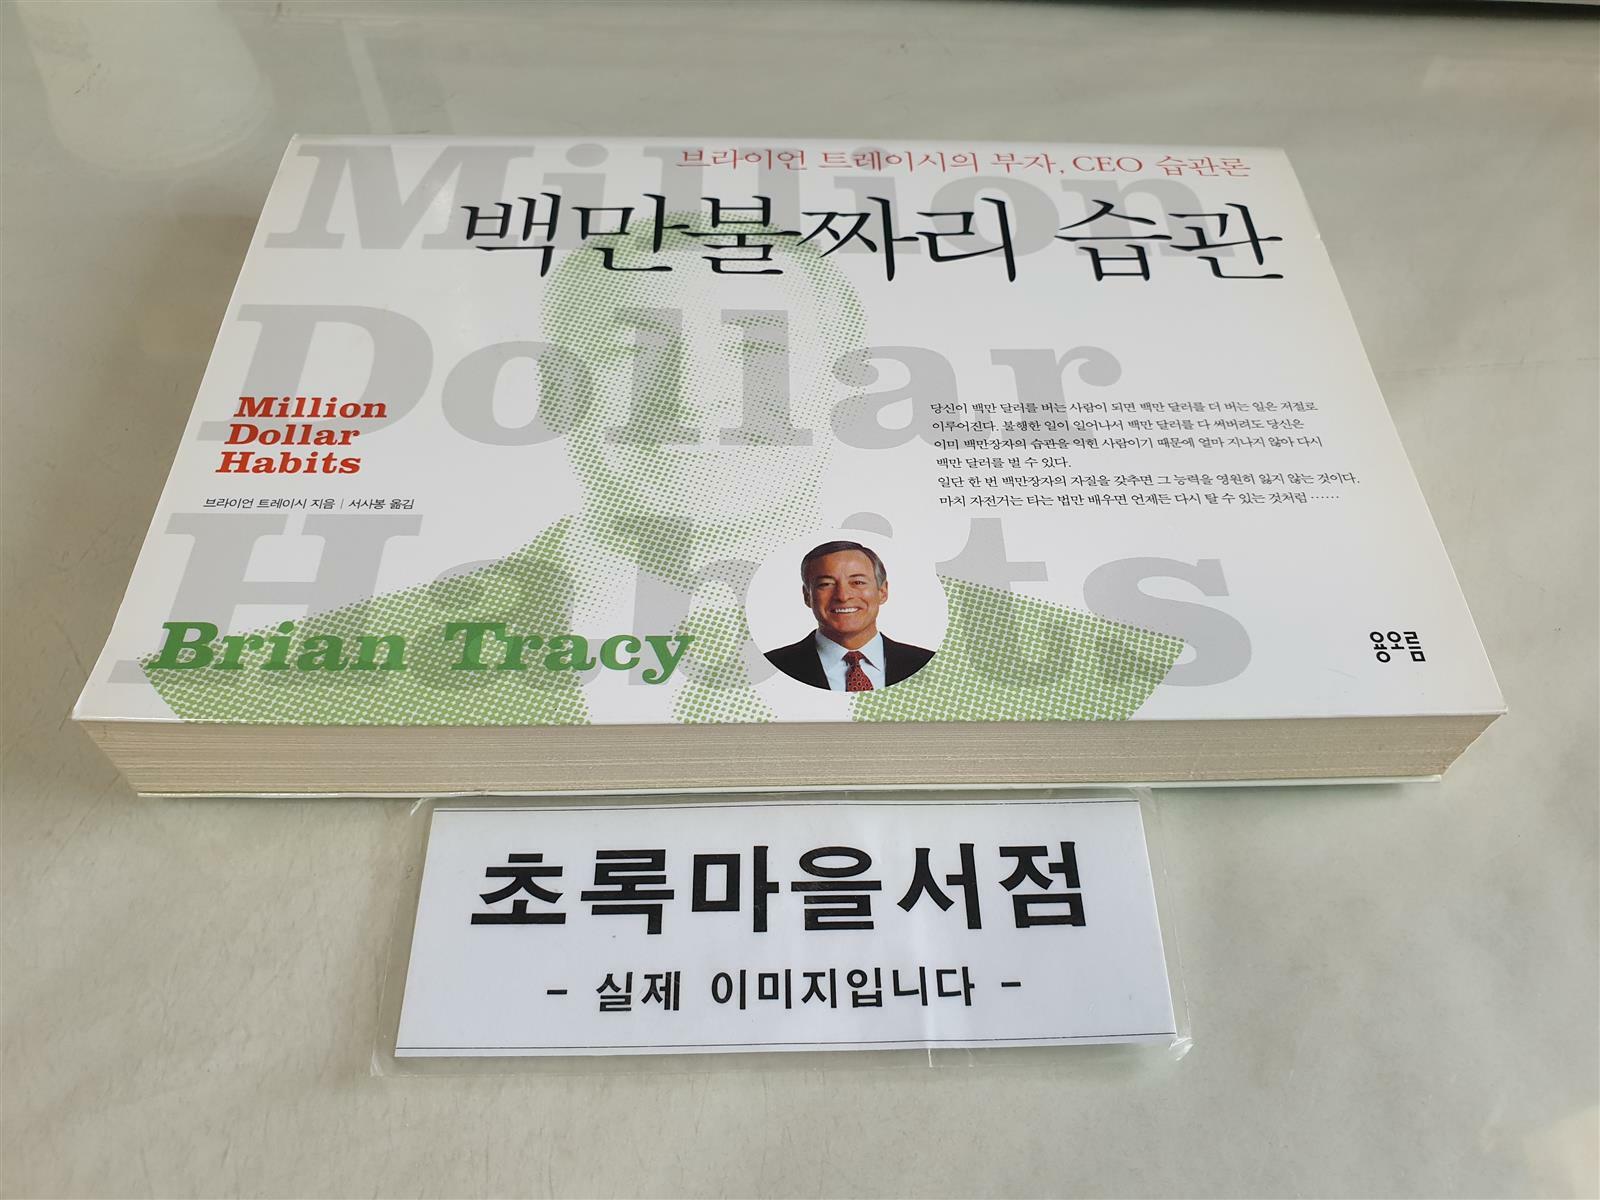 Million
Dollar
Habits
브라이언 트레이시의 부자, CEO 습관론
백만불짜리 습관
Million
Dollar
Habits
브라이언 트레이시 지음 | 서사봉 옮김
당신이 백만 달러를 버는 사람이 되면 백만 달러를 더 버는 일은 저절로
이루어진다. 불행한 일이 일어나서 백만 달러를 다 써버려도 당신은
이미 백만장자의 습관을 익힌 사람이기 때문에 얼마 지나지 않아 다시
백만 달러를 벌 수 있다.
일단 한 번 백만장자의 자질을 갖추면 그 능력을 영원히 잃지 않는 것이다.
마치 자전거는 타는 법만 배우면 언제든 다시 탈 수 있는 것처럼 ……
Brian Tracy
용오름
초록마을서점
- 실제 이미지입니다 -